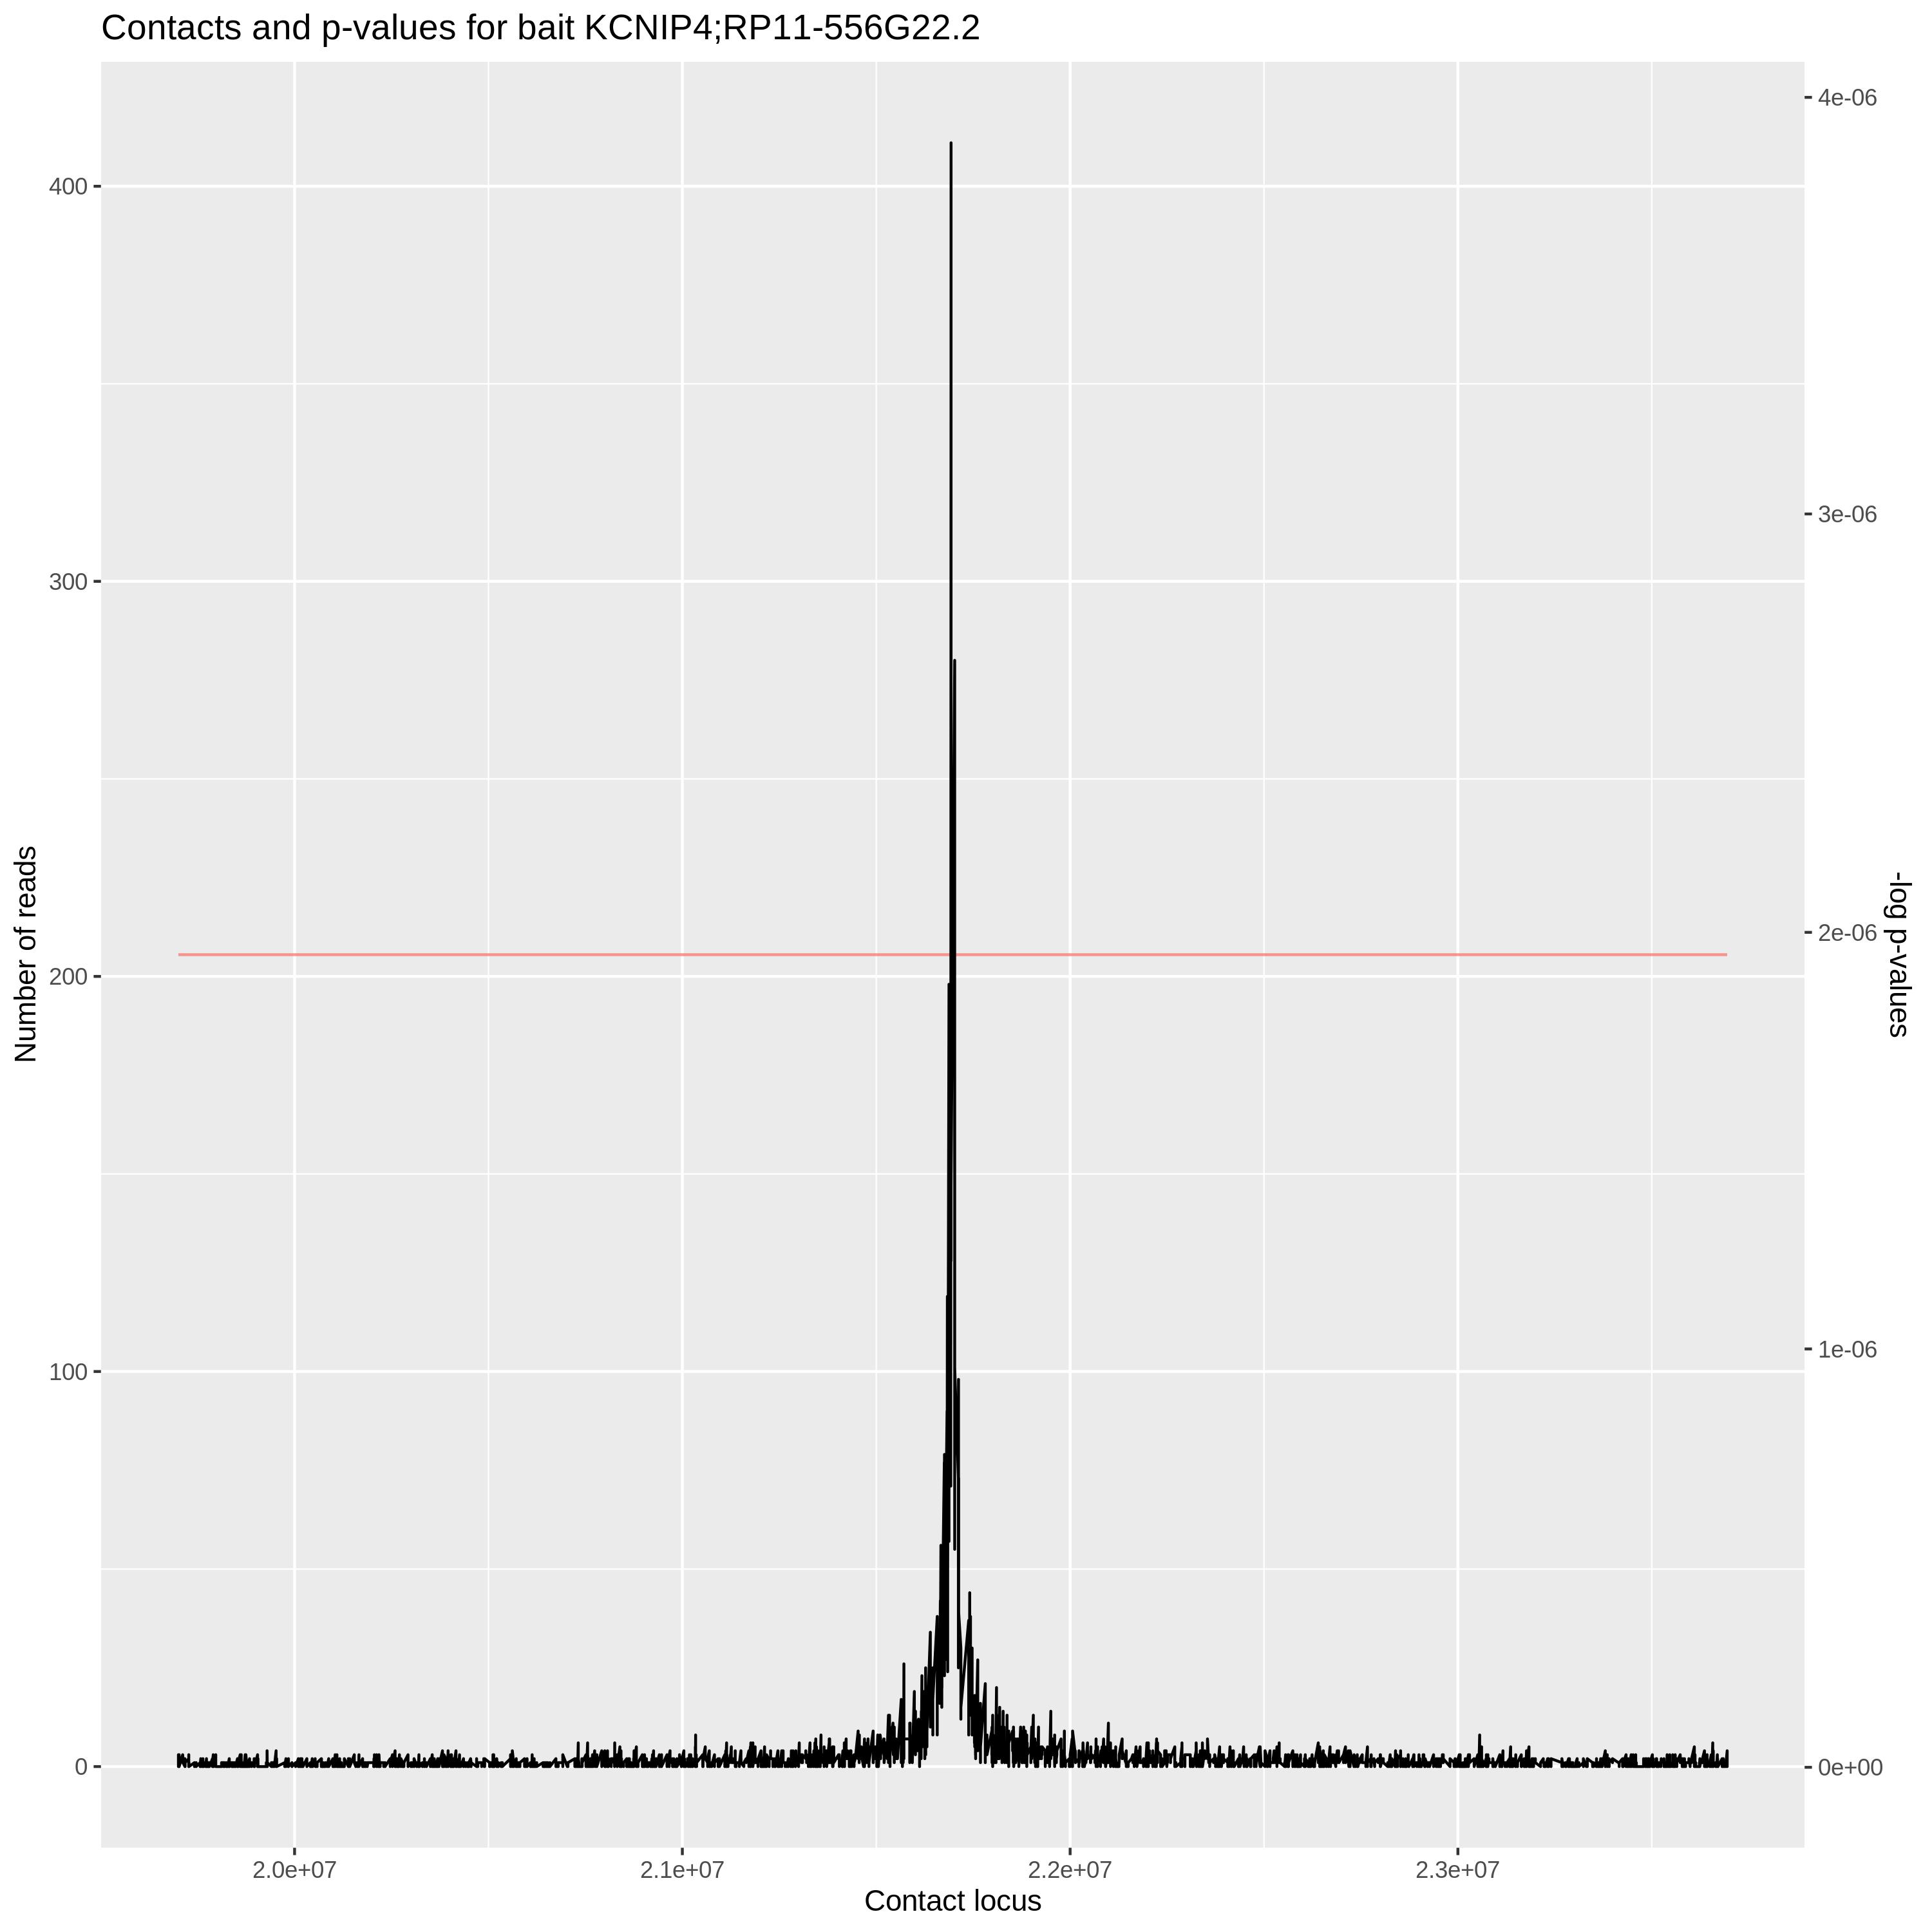 Contacts and p-values for bait KCNIP4;RP11-556G22.2
400
300
200
100
0
Number of reads
4e-06
3e-06
2e-06
1e-06
0e+00
-log p-values
2.0e+07 2.1e+07 2.2e+07 2.3e+07
Contact locus